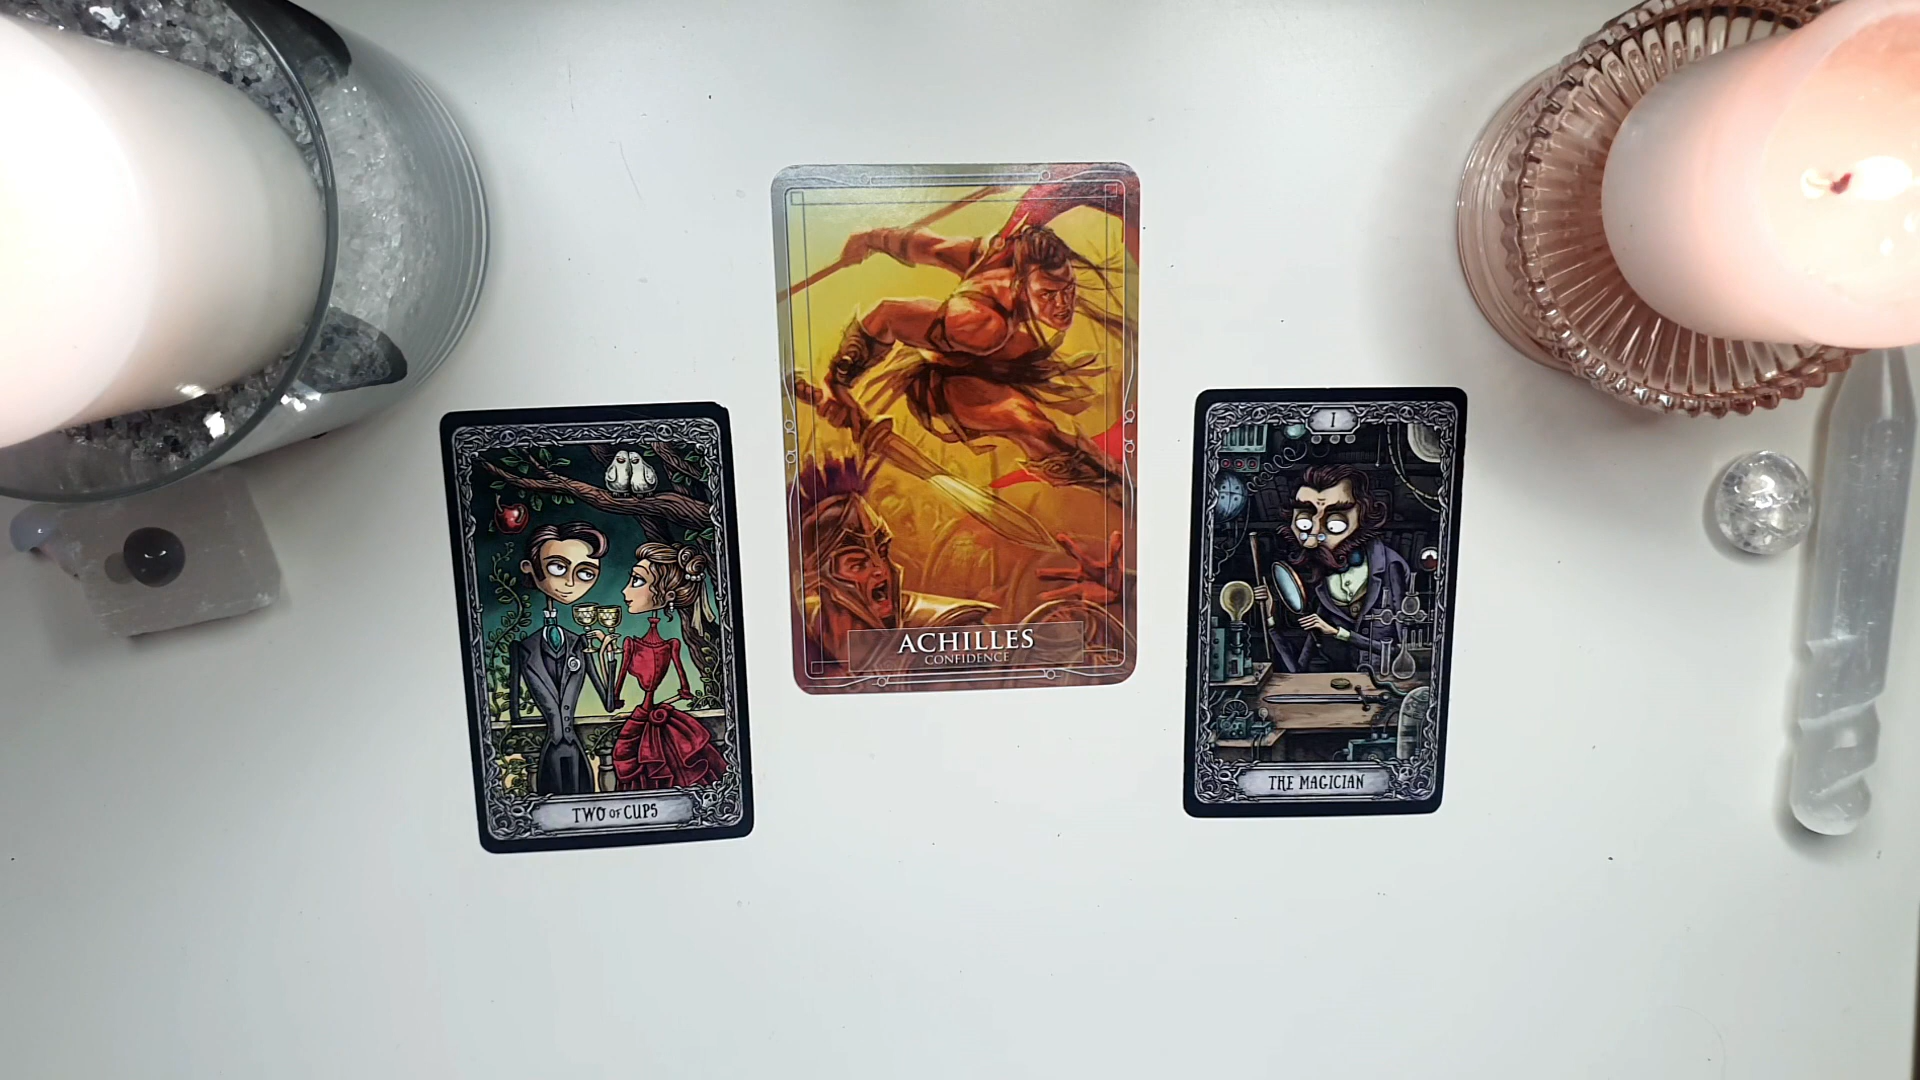 TWO OF CUPS
ACHILLES
CONFIDENCE
I
THE MAGICIAN